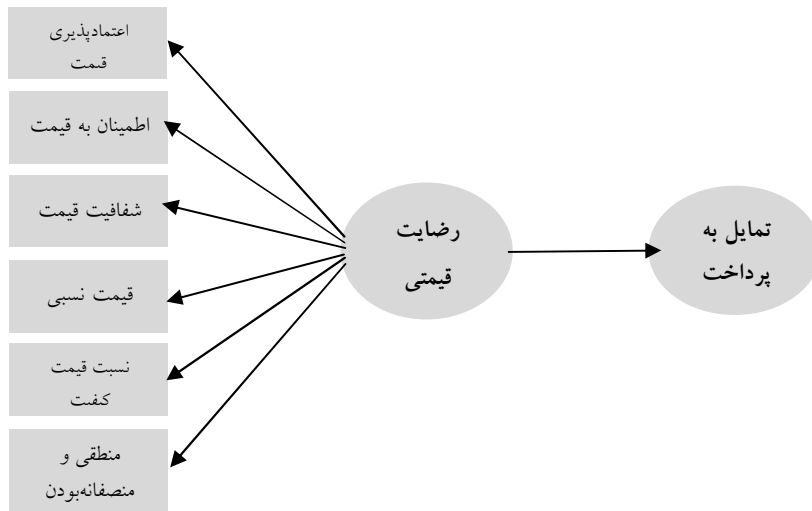 اعتمادپذیری
قیمت
اطمینان به قیمت
شفافیت قیمت
قیمت نسبی
نسبت قیمت
کیفیت
منطقی و
منصفانه‌بودن
رضایت
قیمتی
تمایل به
پرداخت